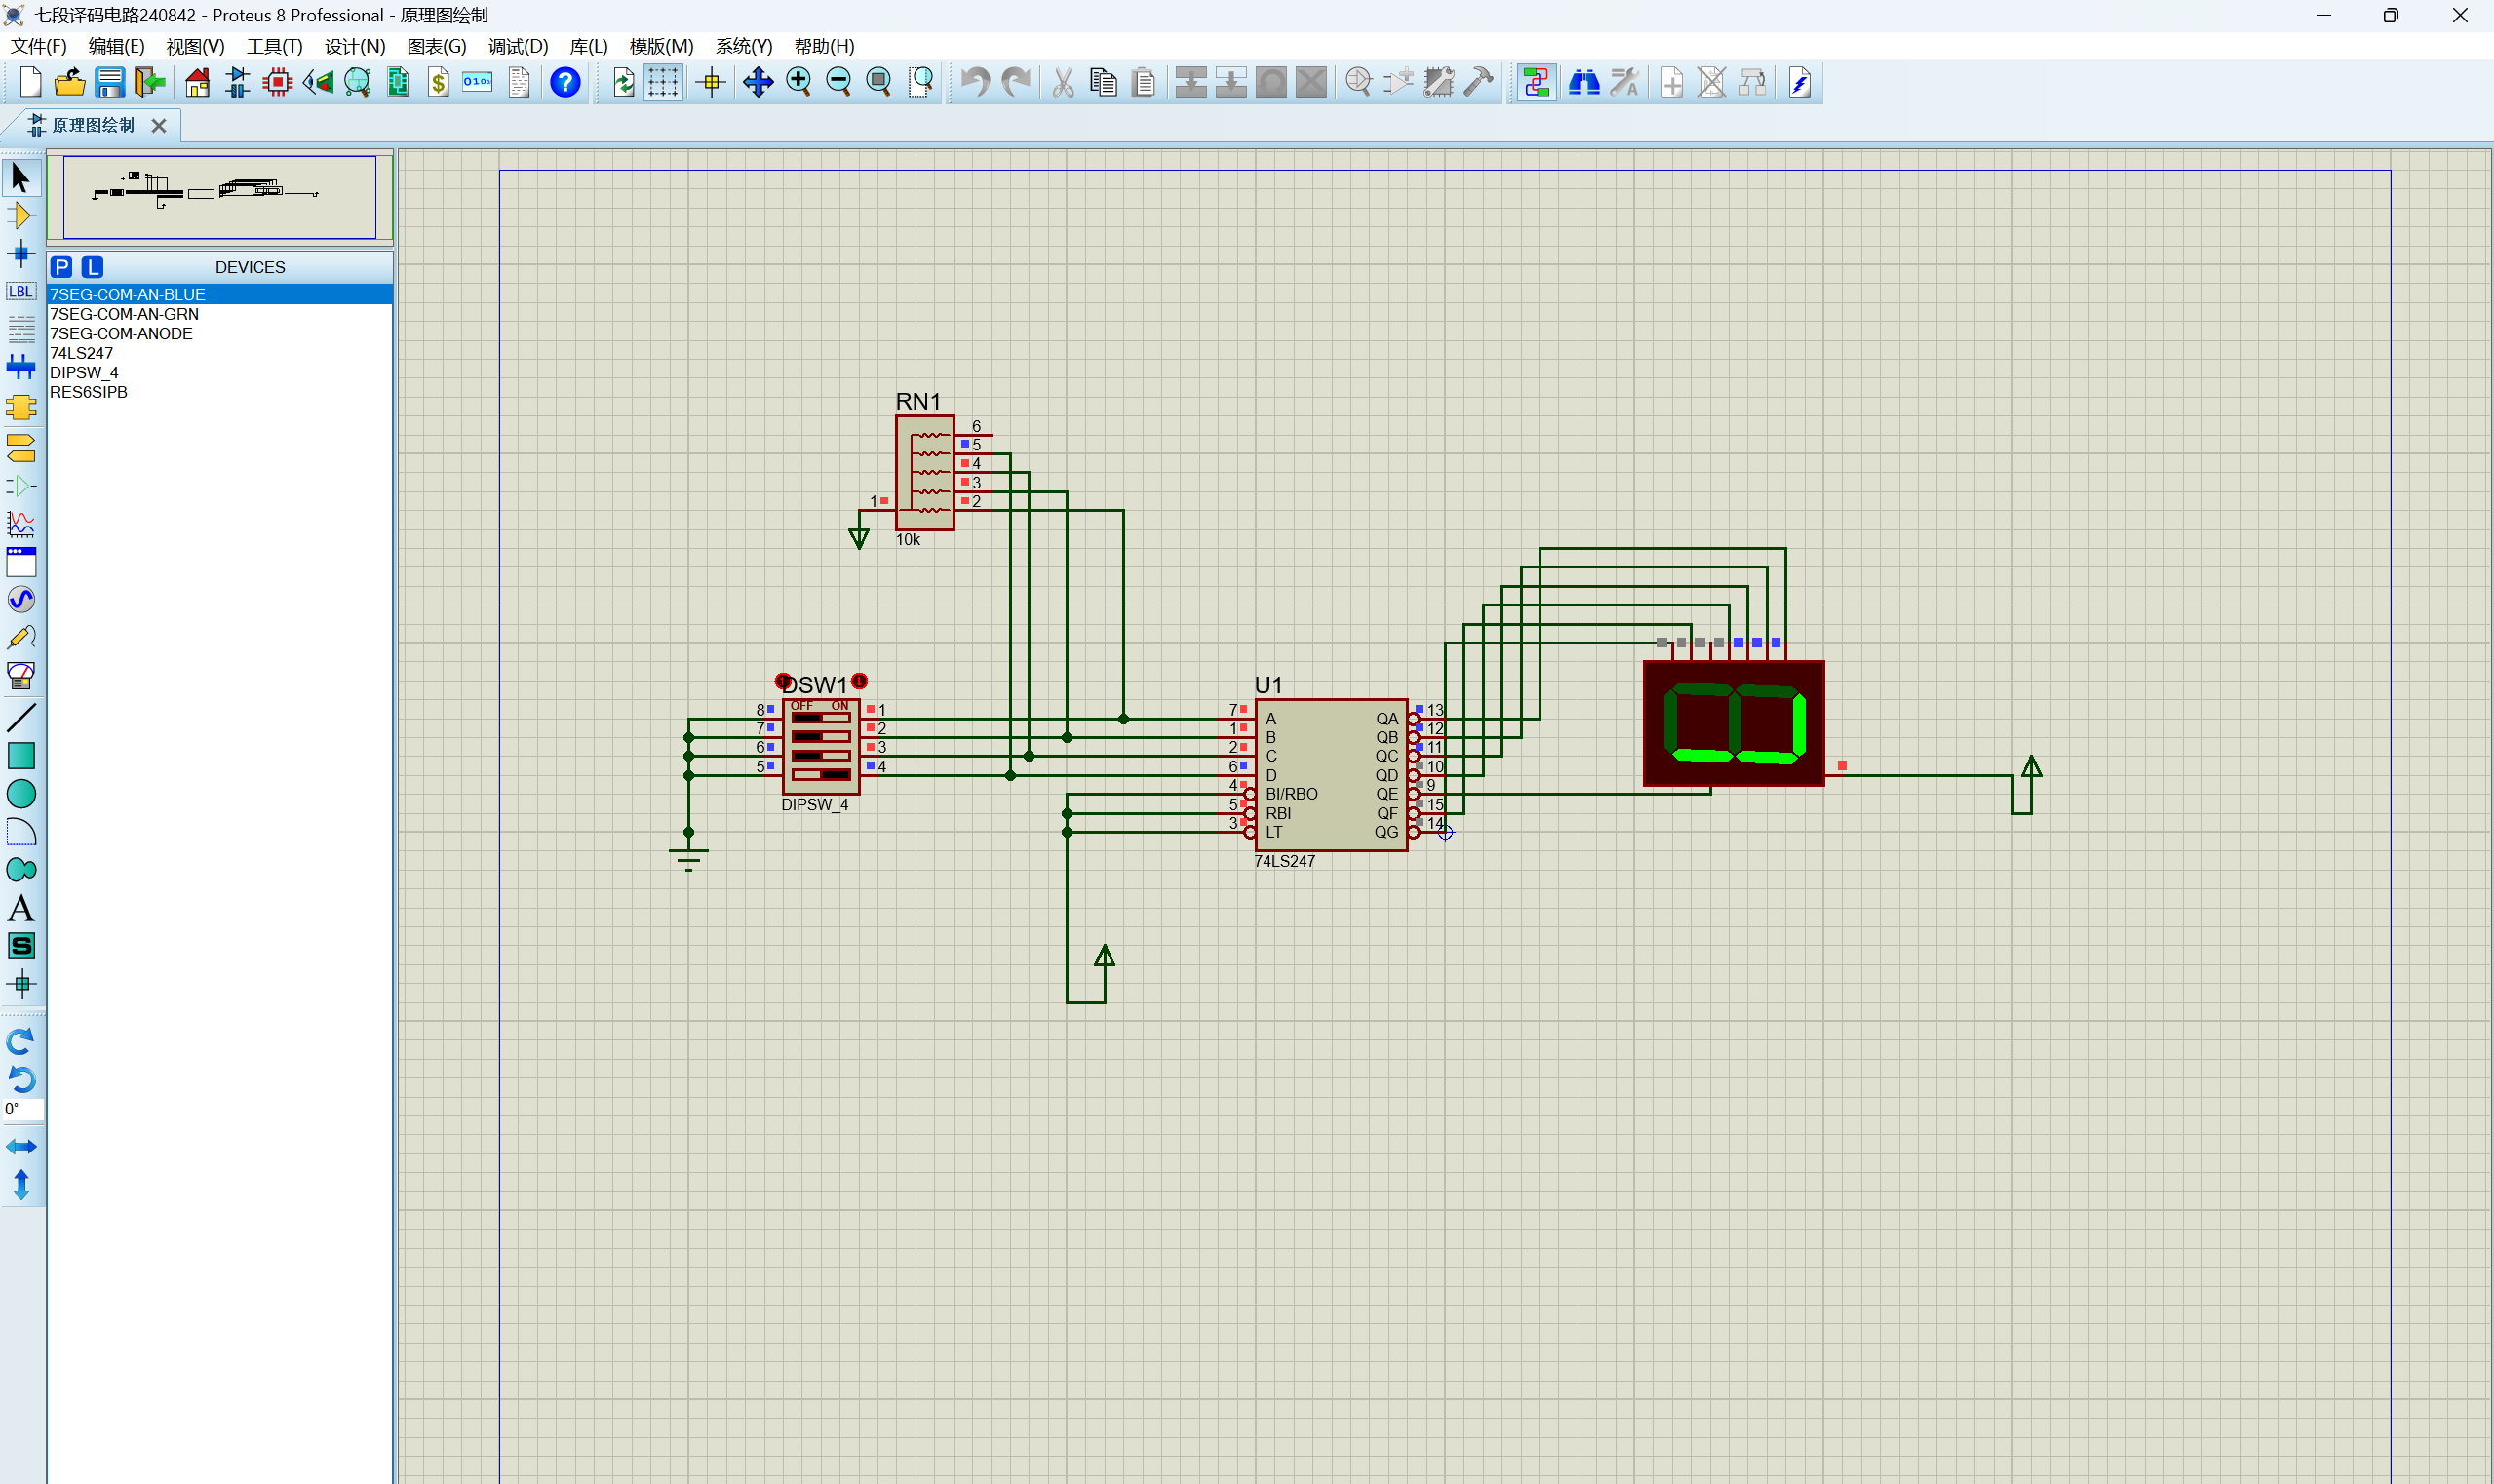 七段译码电路240842 - Proteus 8 Professional - 原理图绘制
文件(F) 编辑(E) 视图(V) 工具(T) 设计(N) 图表(G) 调试(D) 库(L) 模版(M) 系统(Y) 帮助(H)
$ 0101 ?
原理图绘制
P L DEVICES
LBL
7SEG-COM-AN-BLUE
7SEG-COM-AN-GRN
7SEG-COM-ANODE
74LS247
DIPSW_4
RES6SIPB
A
S
0°
RN1
6
5
4
3
1 2
10k
DSW1
OFF ON
8 1
7 2
6 3
5 4
DIPSW_4
U1
7 A QA 13
1 B QB 12
2 C QC 11
6 D QD 10
4 BI/RBO QE 9
5 RBI QF 15
3 LT QG 14
74LS247